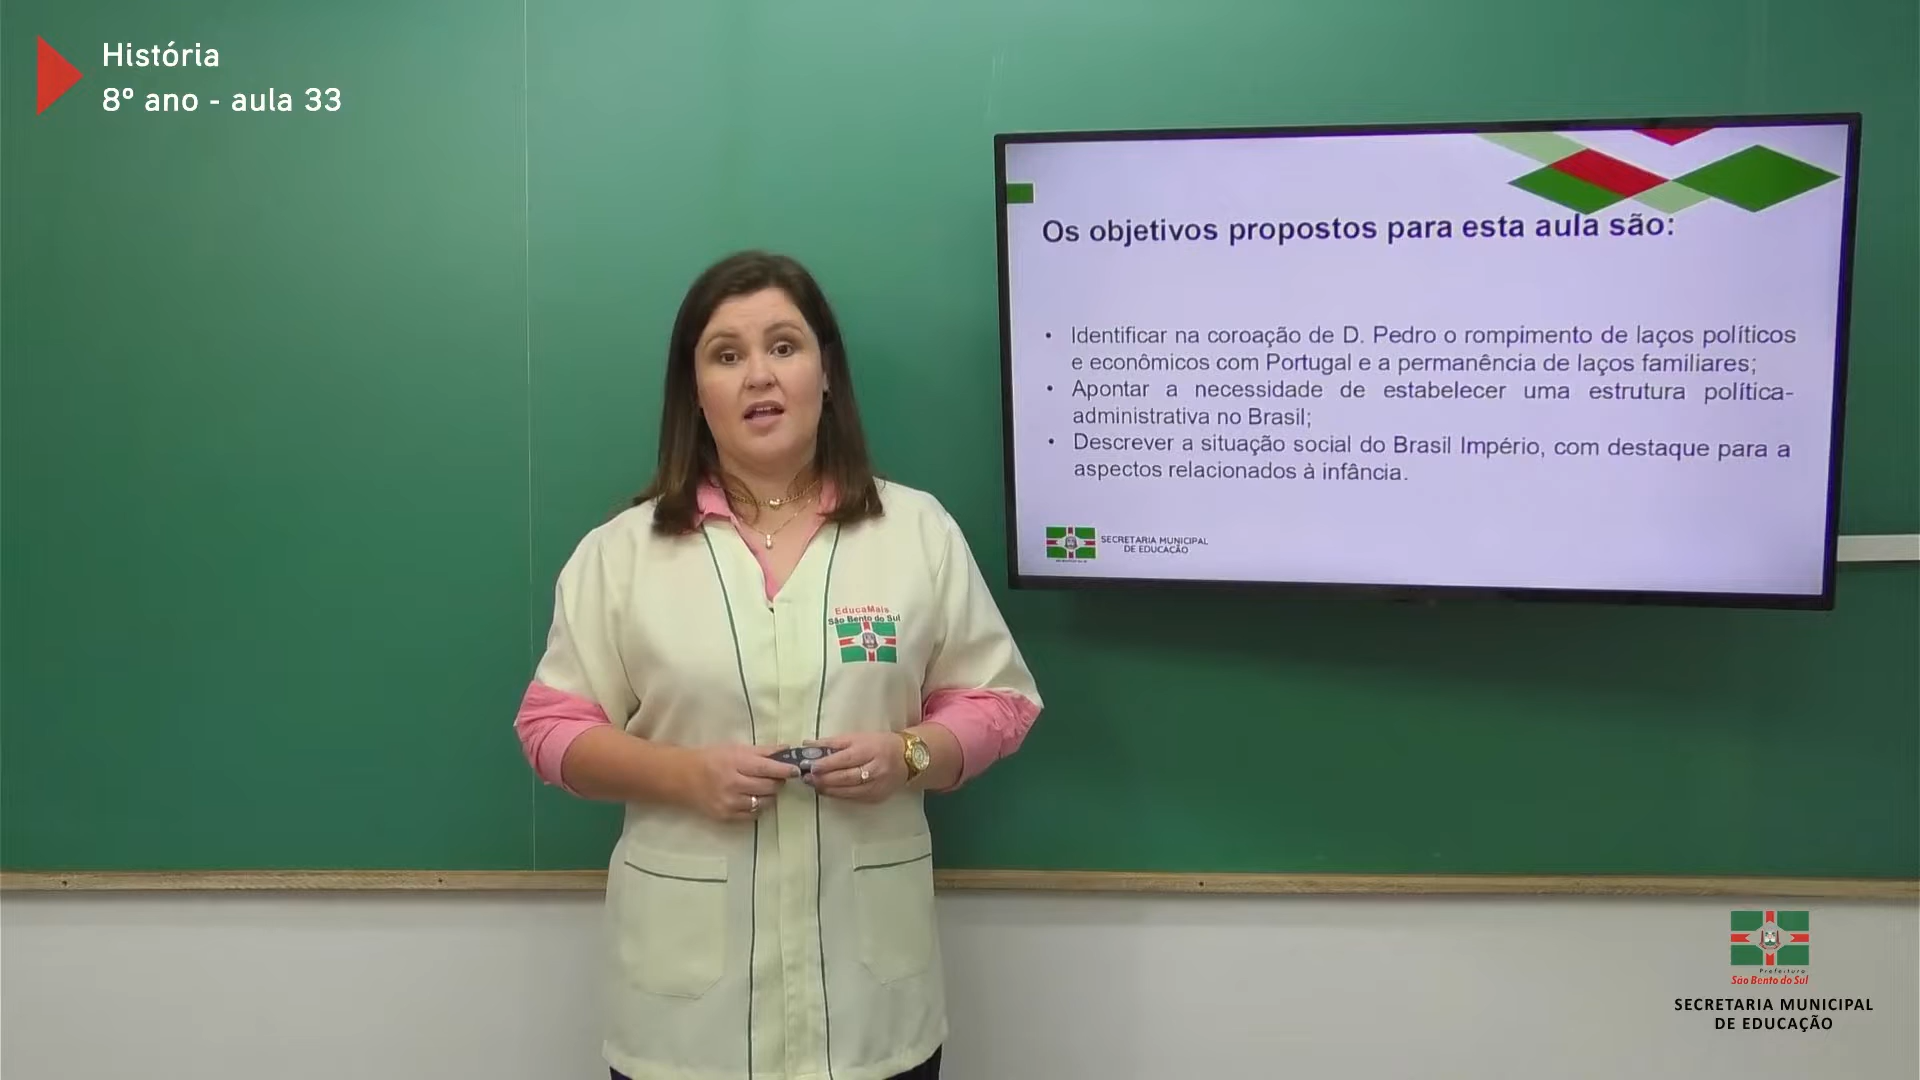 História
8º ano - aula 33
Os objetivos propostos para esta aula são:
• Identificar na coroação de D. Pedro o rompimento de laços políticos
e econômicos com Portugal e a permanência de laços familiares;
• Apontar a necessidade de estabelecer uma estrutura política-
administrativa no Brasil;
• Descrever a situação social do Brasil Império, com destaque para a
aspectos relacionados à infância.
SECRETARIA MUNICIPAL
DE EDUCAÇÃO
EducaMais
São Bento do Sul
Prefeitura
São Bento do Sul
SECRETARIA MUNICIPAL
DE EDUCAÇÃO